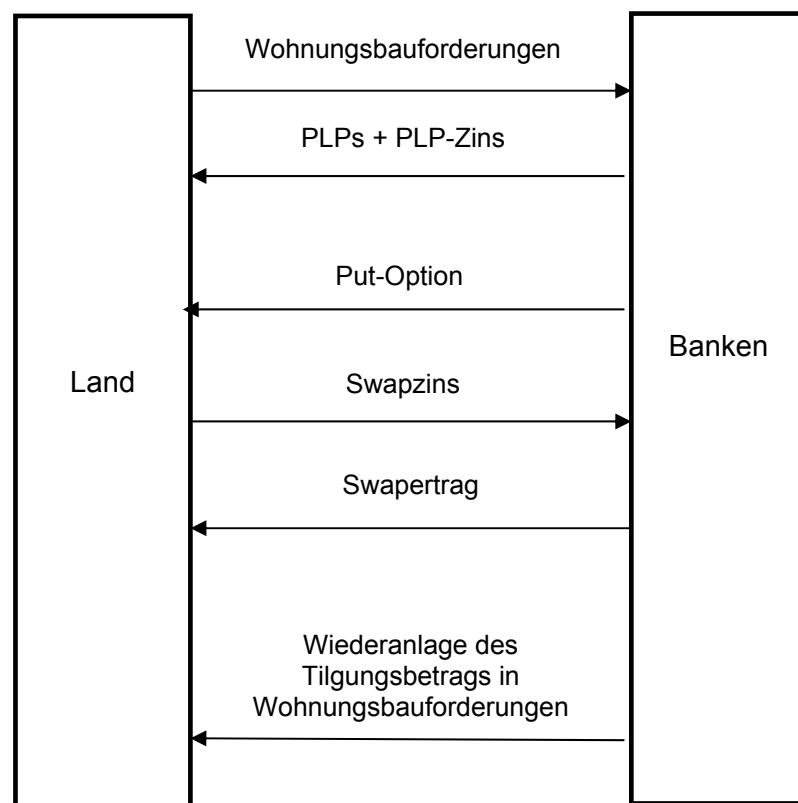 Wohnungsbauforderungen
PLPs + PLP-Zins
Put-Option
Banken
Land
Swapzins
Swapertrag
Wiederanlage des
Tilgungsbetrags in
Wohnungsbauforderungen